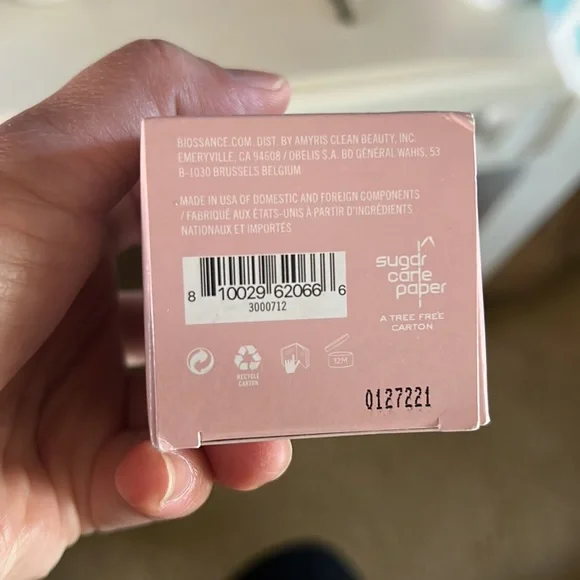 BIOSSANCE.COM. DIST. BY AMYRIS CLEAN BEAUTY, INC.
EMERYVILLE, CA 94608 / OBELIS S.A. BD GÉNÉRAL WAHIS, 53
B-1030 BRUSSELS BELGIUM
MADE IN USA OF DOMESTIC AND FOREIGN COMPONENTS
/ FABRIQUÉ AUX ÉTATS-UNIS À PARTIR D'INGRÉDIENTS
NATIONAUX ET IMPORTÉS
8 10029 62066 6
3000712
sugar
cane
paper
A TREE FREE
CARTON
RECYCLE
CARTON
12M
0127221